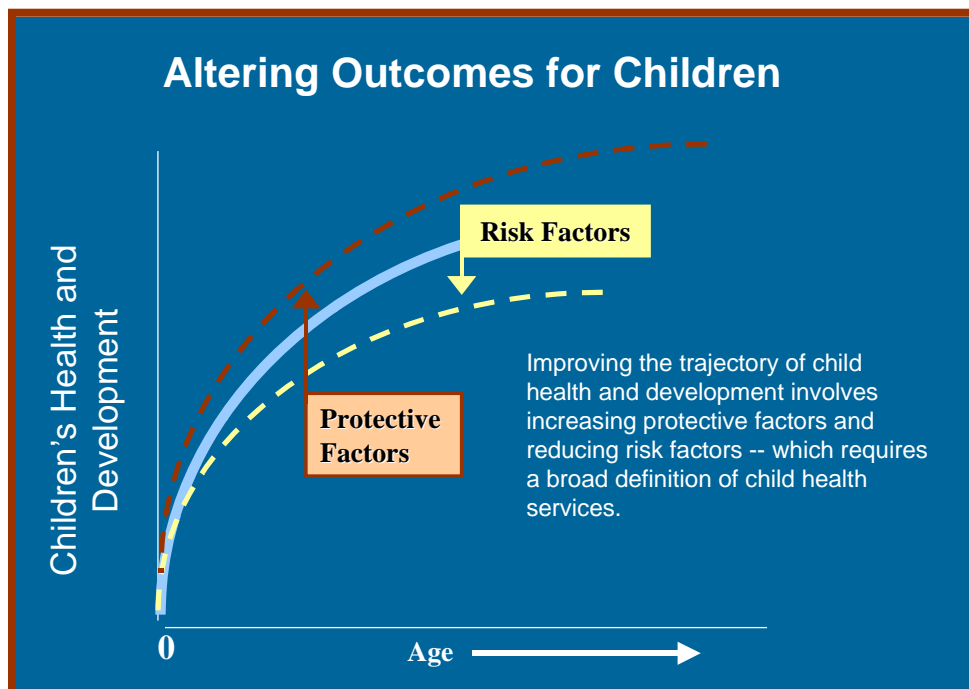 Altering Outcomes for Children
Children’s Health and
Development
Risk Factors
Protective
Factors
Improving the trajectory of child
health and development involves
increasing protective factors and
reducing risk factors -- which requires
a broad definition of child health
services.
0
Age